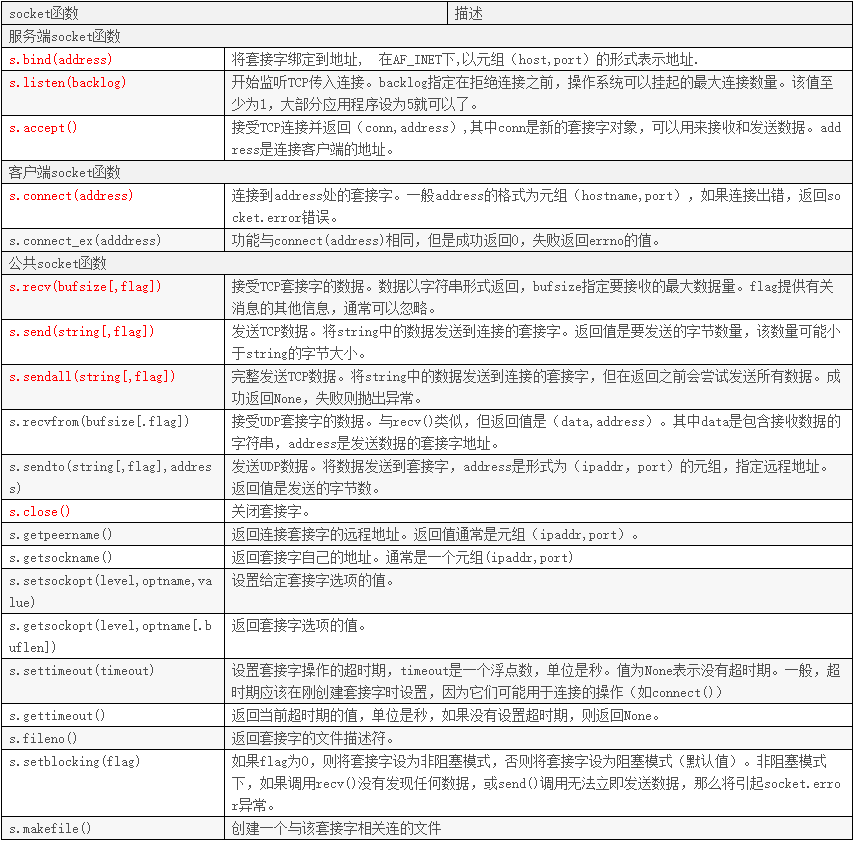 socket函数 描述
服务端socket函数
s.bind(address) 将套接字绑定到地址, 在AF_INET下,以元组（host,port）的形式表示地址.
s.listen(backlog) 开始监听TCP传入连接。backlog指定在拒绝连接之前，操作系统可以挂起的最大连接数量。该值至
少为1，大部分应用程序设为5就可以了。
s.accept() 接受TCP连接并返回（conn,address）,其中conn是新的套接字对象，可以用来接收和发送数据。add
ress是连接客户端的地址。
客户端socket函数
s.connect(address) 连接到address处的套接字。一般address的格式为元组（hostname,port），如果连接出错，返回so
cket.error错误。
s.connect_ex(adddress) 功能与connect(address)相同，但是成功返回0，失败返回errno的值。
公共socket函数
s.recv(bufsize[,flag]) 接受TCP套接字的数据。数据以字符串形式返回，bufsize指定要接收的最大数据量。flag提供有关
消息的其他信息，通常可以忽略。
s.send(string[,flag]) 发送TCP数据。将string中的数据发送到连接的套接字。返回值是要发送的字节数量，该数量可能小
于string的字节大小。
s.sendall(string[,flag]) 完整发送TCP数据。将string中的数据发送到连接的套接字，但在返回之前会尝试发送所有数据。成
功返回None，失败则抛出异常。
s.recvfrom(bufsize[.flag]) 接受UDP套接字的数据。与recv()类似，但返回值是（data,address）。其中data是包含接收数据的
字符串，address是发送数据的套接字地址。
s.sendto(string[,flag],addres 发送UDP数据。将数据发送到套接字，address是形式为（ipaddr，port）的元组，指定远程地址。
s) 返回值是发送的字节数。
s.close() 关闭套接字。
s.getpeername() 返回连接套接字的远程地址。返回值通常是元组（ipaddr,port）。
s.getsockname() 返回套接字自己的地址。通常是一个元组(ipaddr,port)
s.setsockopt(level,optname,va 设置给定套接字选项的值。
lue)
s.getsockopt(level,optname[.b 返回套接字选项的值。
uflen])
s.settimeout(timeout) 设置套接字操作的超时期，timeout是一个浮点数，单位是秒。值为None表示没有超时期。一般，超
时期应该在刚创建套接字时设置，因为它们可能用于连接的操作（如connect()）
s.gettimeout() 返回当前超时期的值，单位是秒，如果没有设置超时期，则返回None。
s.fileno() 返回套接字的文件描述符。
s.setblocking(flag) 如果flag为0，则将套接字设为非阻塞模式，否则将套接字设为阻塞模式（默认值）。非阻塞模式
下，如果调用recv()没有发现任何数据，或send()调用无法立即发送数据，那么将引起socket.erro
r异常。
s.makefile() 创建一个与该套接字相关连的文件